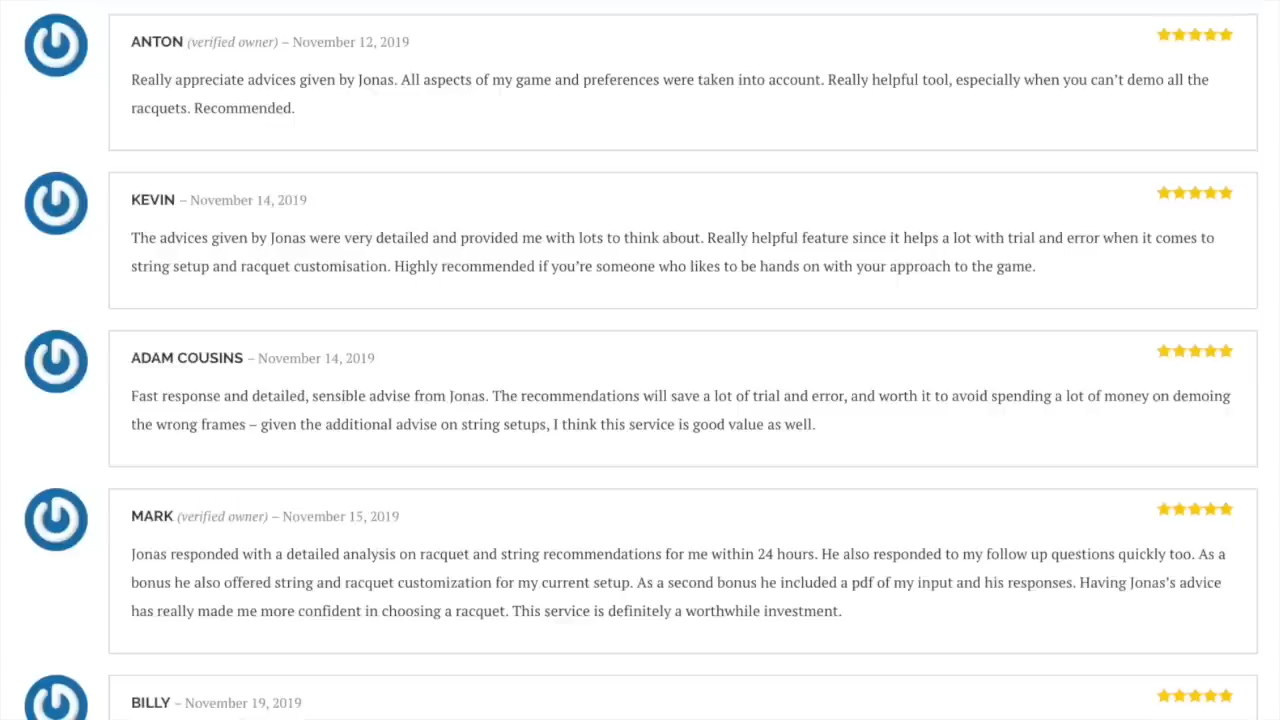 ANTON (verified owner) – November 12, 2019
Really appreciate advices given by Jonas. All aspects of my game and preferences were taken into account. Really helpful tool, especially when you can’t demo all the
racquets. Recommended.
KEVIN – November 14, 2019
The advices given by Jonas were very detailed and provided me with lots to think about. Really helpful feature since it helps a lot with trial and error when it comes to
string setup and racquet customisation. Highly recommended if you’re someone who likes to be hands on with your approach to the game.
ADAM COUSINS – November 14, 2019
Fast response and detailed, sensible advise from Jonas. The recommendations will save a lot of trial and error, and worth it to avoid spending a lot of money on demoing
the wrong frames – given the additional advise on string setups, I think this service is good value as well.
MARK (verified owner) – November 15, 2019
Jonas responded with a detailed analysis on racquet and string recommendations for me within 24 hours. He also responded to my follow up questions quickly too. As a
bonus he also offered string and racquet customization for my current setup. As a second bonus he included a pdf of my input and his responses. Having Jonas’s advice
has really made me more confident in choosing a racquet. This service is definitely a worthwhile investment.
BILLY – November 19, 2019